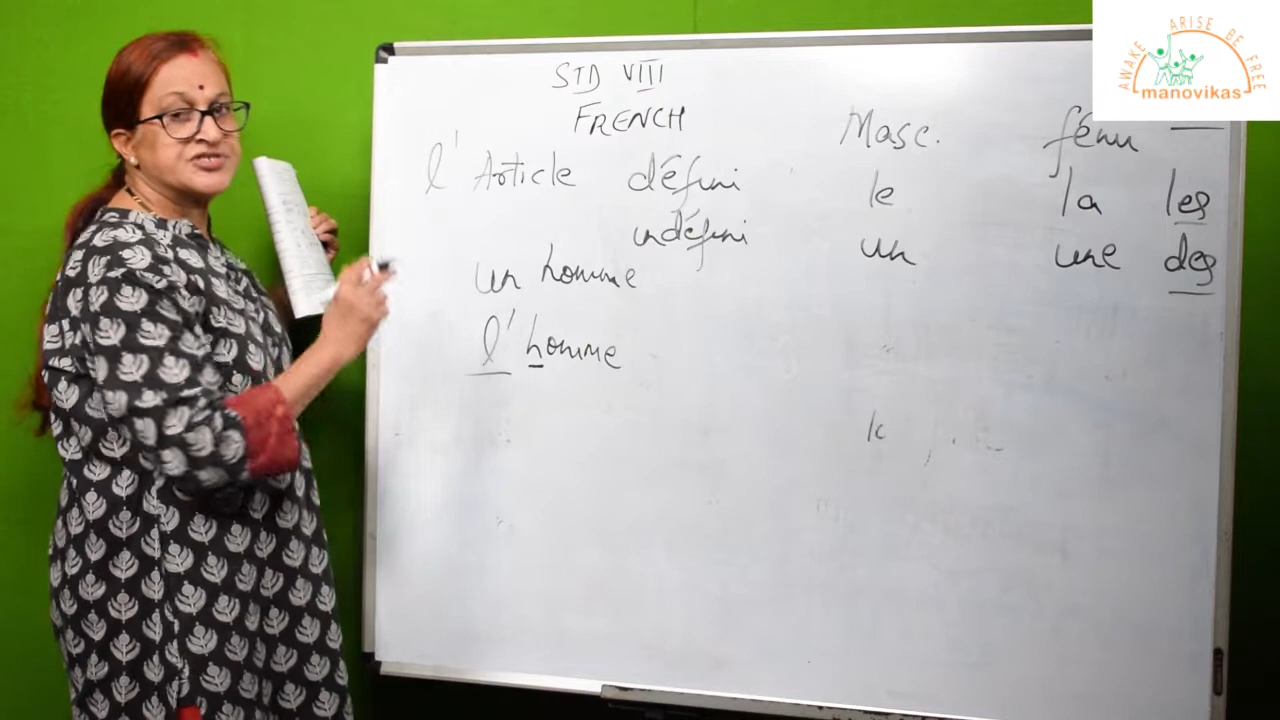 STD VIII
FRENCH
Masc. fémi
l'Article défini le la les
indéfini un une des
un homme
l'homme
AWAKE ARISE BE FREE
manovikas